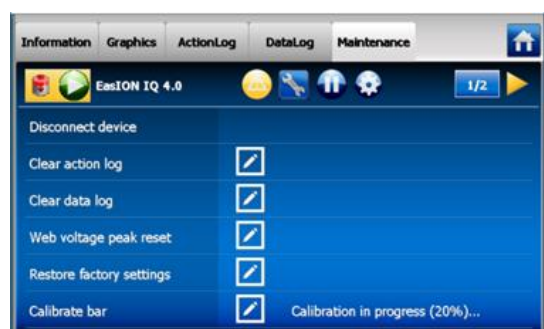 Information Graphics ActionLog DataLog Maintenance
EasION IQ 4.0 1/2
Disconnect device
Clear action log
Clear data log
Web voltage peak reset
Restore factory settings
Calibrate bar Calibration in progress (20%)...